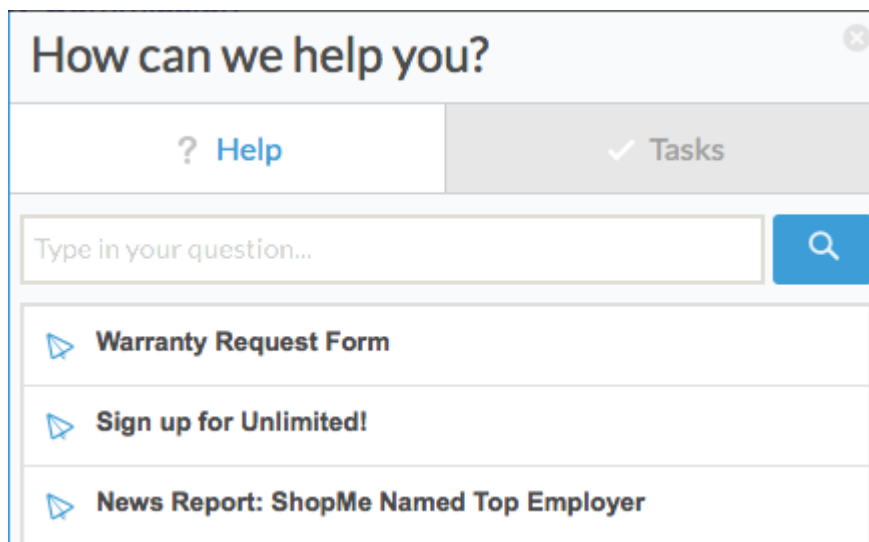 How can we help you?
? Help
Tasks
Type in your question...
Warranty Request Form
Sign up for Unlimited!
News Report: ShopMe Named Top Employer